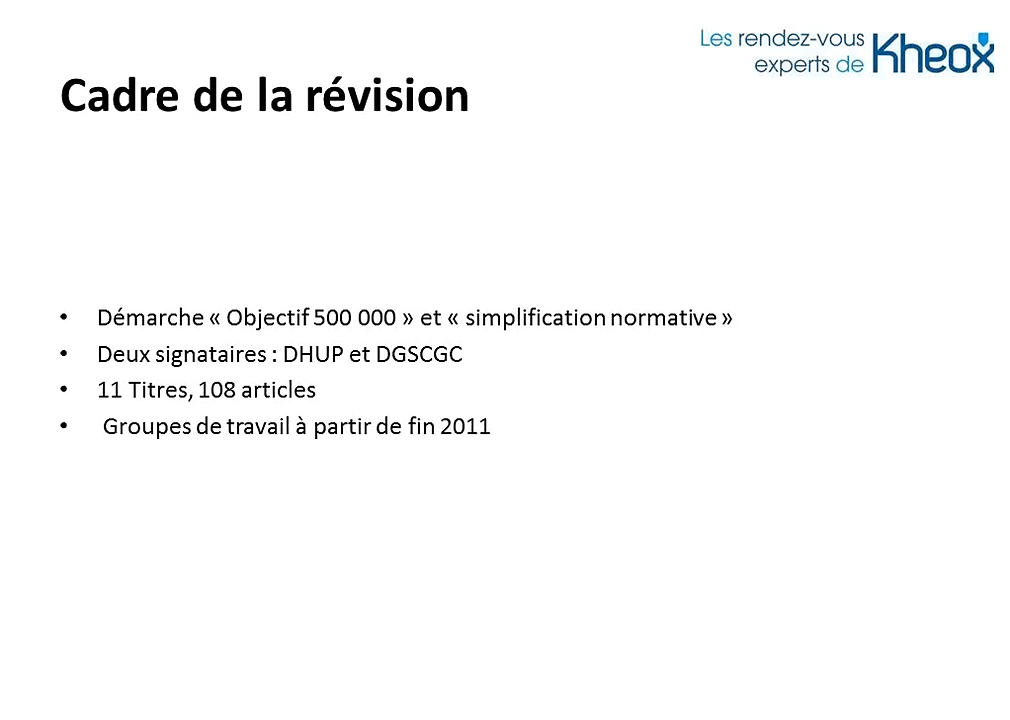 Les rendez-vous
experts de Kheox
Cadre de la révision
• Démarche « Objectif 500 000 » et « simplification normative »
• Deux signataires : DHUP et DGSCGC
• 11 Titres, 108 articles
• Groupes de travail à partir de fin 2011